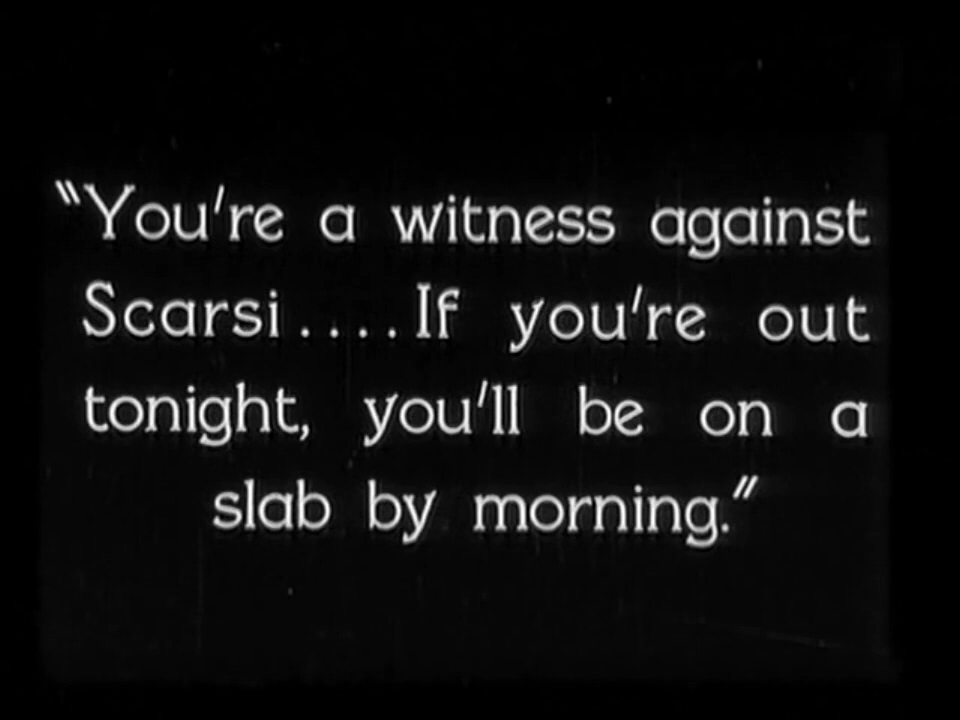 "You're a witness against
Scarsi....If you're out
tonight, you'll be on a
slab by morning."